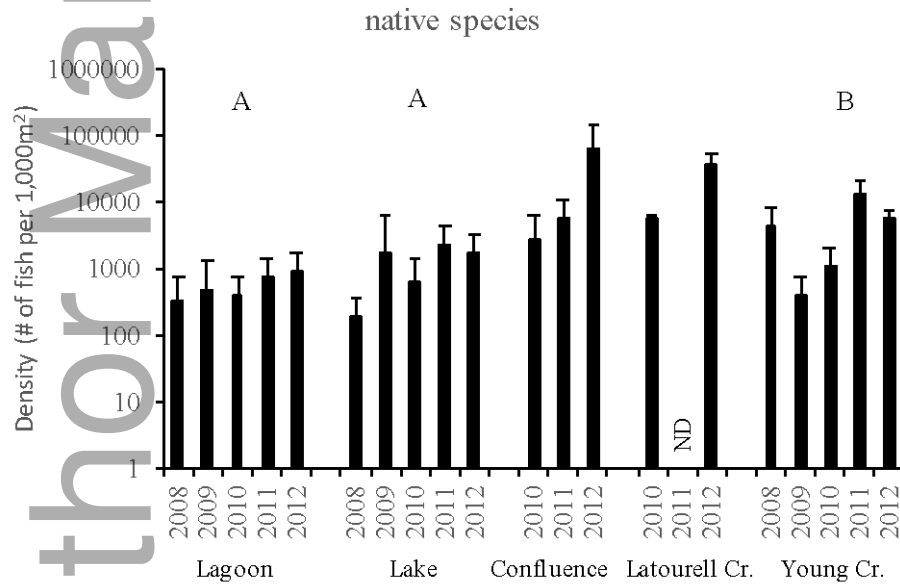 native species
1000000
100000
10000
1000
100
10
1
Density (# of fish per 1,000m²)
A
A
B
ND
2008 2009 2010 2011 2012 2008 2009 2010 2011 2012 2010 2011 2012 2010 2011 2012 2008 2009 2010 2011 2012
Lagoon Lake Confluence Latourell Cr. Young Cr.
thor Ma